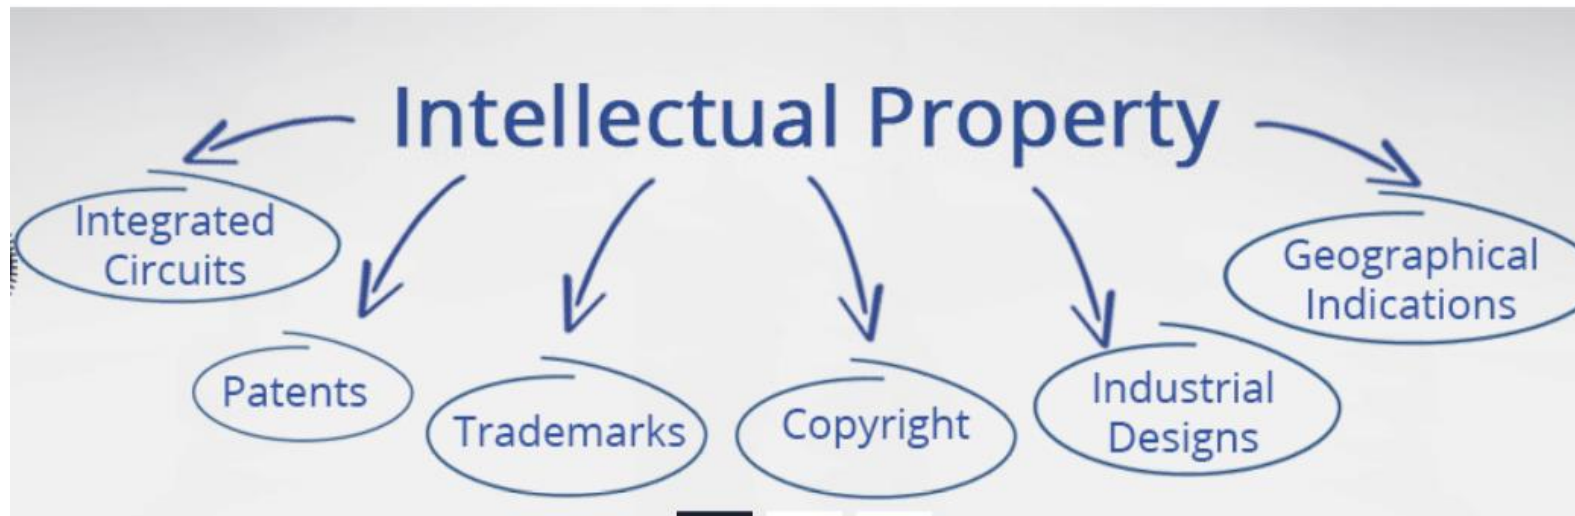 Intellectual Property
Integrated
Circuits
Patents
Trademarks
Copyright
Industrial
Designs
Geographical
Indications